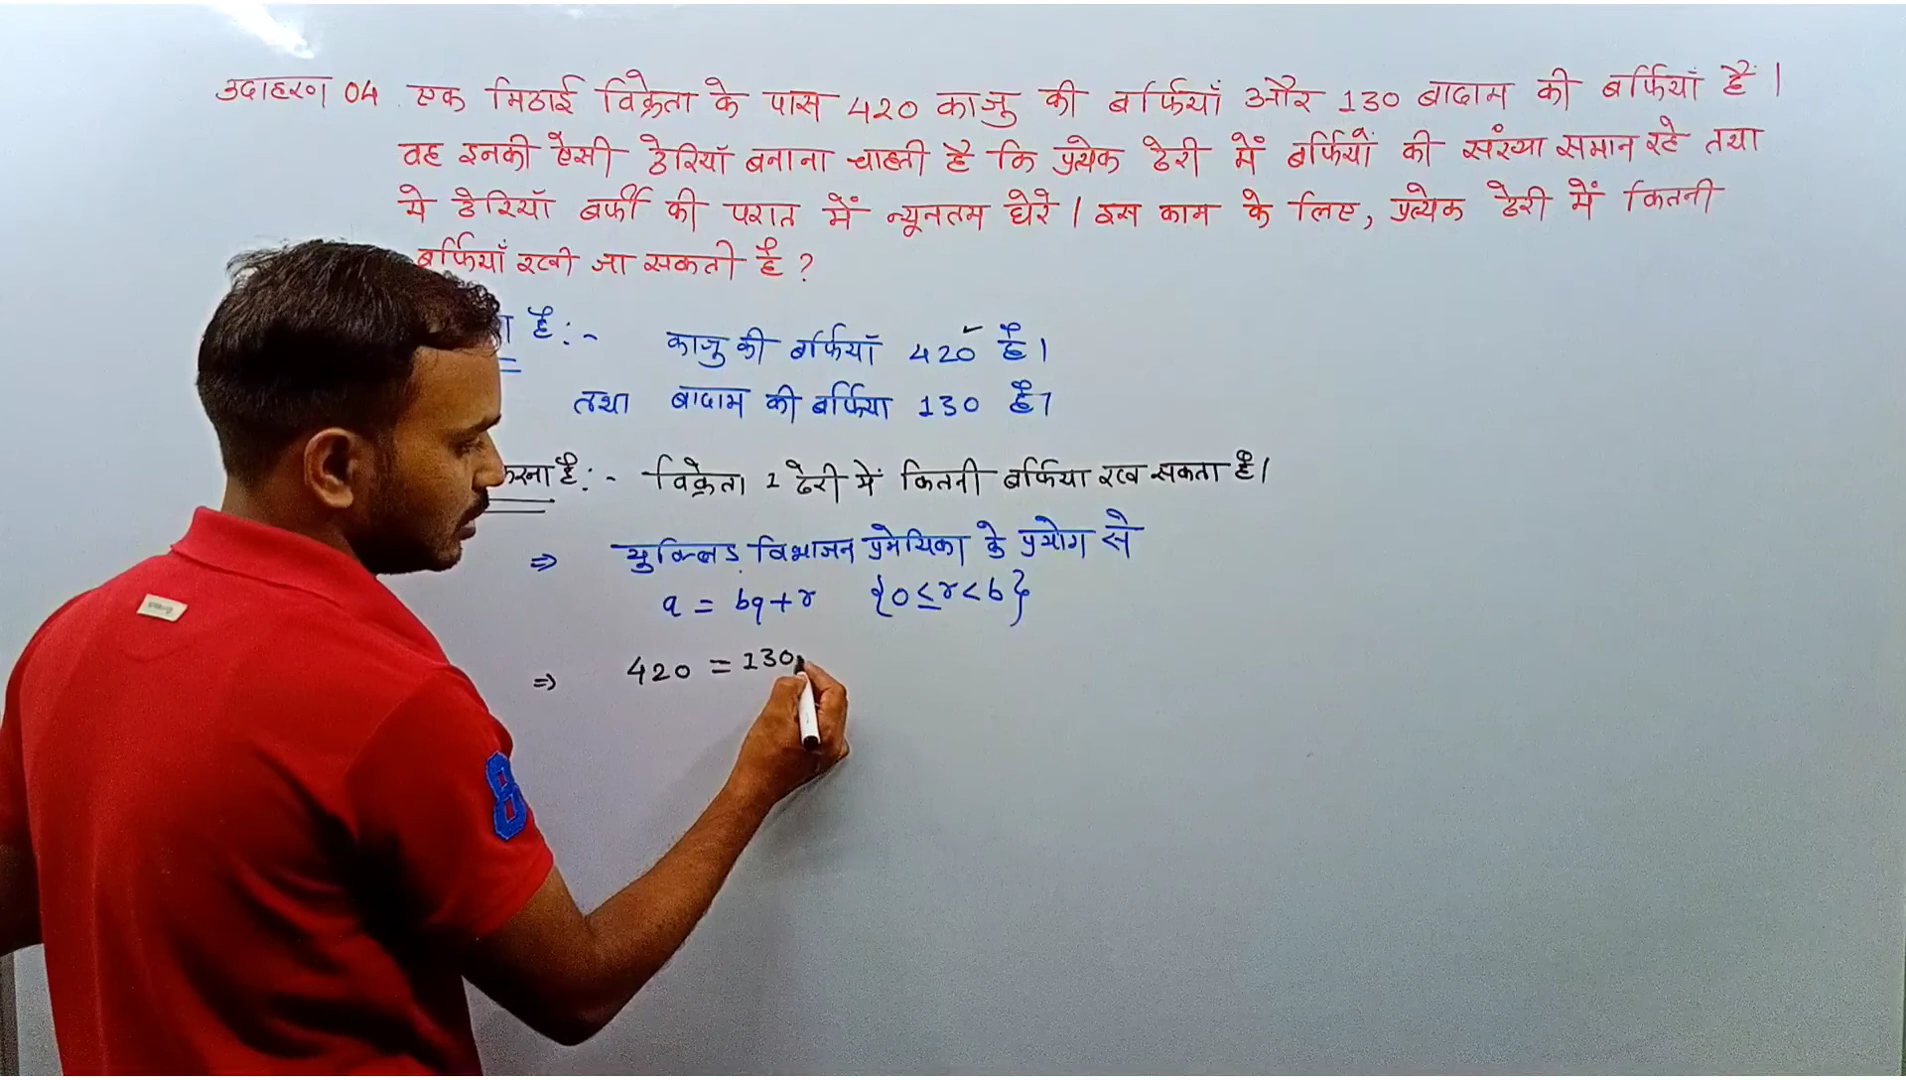 उदाहरण 04 एक मिठाई विक्रेता के पास 420 काजु की बर्फियाँ और 130 बादाम की बर्फियाँ हैं।
वह इनकी ऐसी ढेरियाँ बनाना चाहती है कि प्रत्येक ढेरी में बर्फियों की संख्या समान रहे तथा
ये ढेरियाँ बर्फी की परात में न्यूनतम घेरे। इस काम के लिए, प्रत्येक ढेरी में कितनी
बर्फियाँ रखी जा सकती है ?
है :- काजु की बर्फियाँ 420 है।
तथा बादाम की बर्फिया 130 है।
करना है :- विक्रेता 1 ढेरी में कितनी बर्फिया रख सकता है।
⇒ युक्लिड विभाजन प्रमेयिका के प्रयोग से
a = bq+r {0≤r<b}
⇒ 420 = 130
8